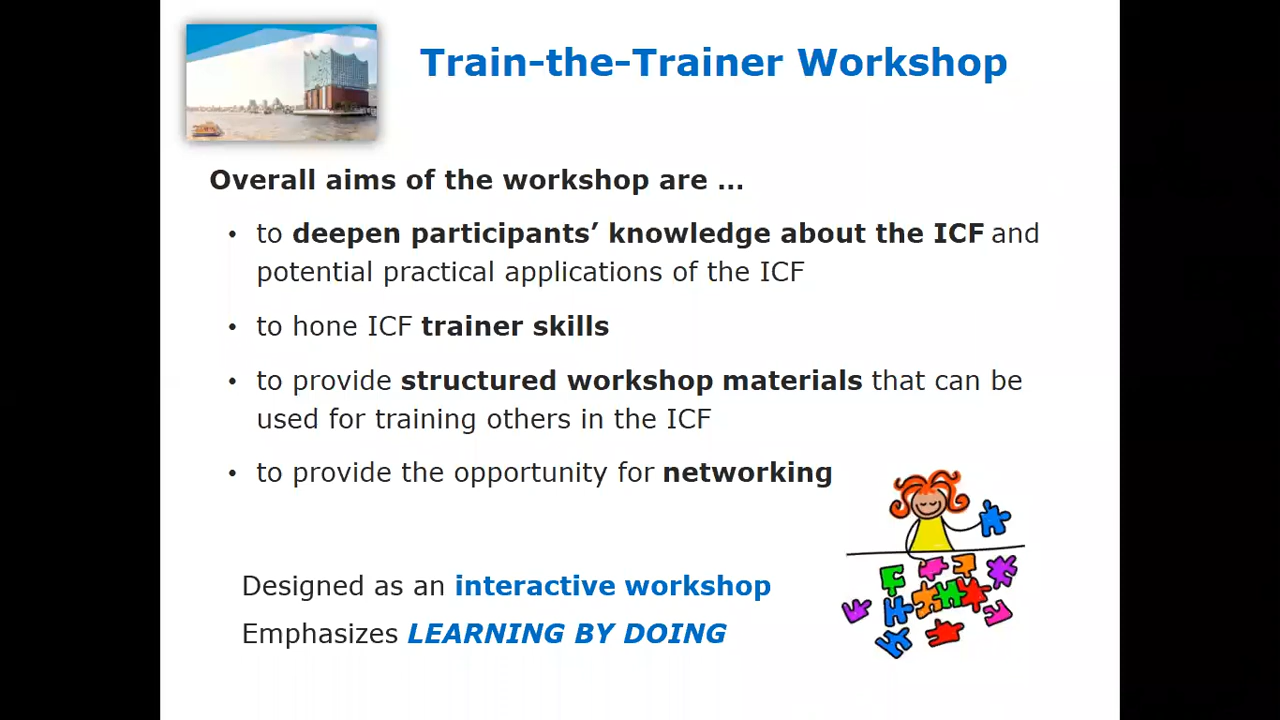 Train-the-Trainer Workshop
Overall aims of the workshop are ...
• to deepen participants’ knowledge about the ICF and
potential practical applications of the ICF
• to hone ICF trainer skills
• to provide structured workshop materials that can be
used for training others in the ICF
• to provide the opportunity for networking
Designed as an interactive workshop
Emphasizes LEARNING BY DOING